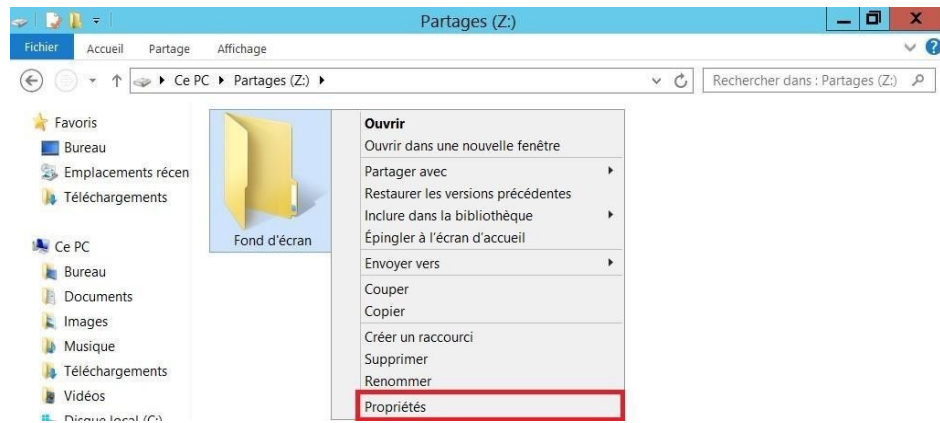 Partages (Z:)
Fichier Accueil Partage Affichage
Ce PC Partages (Z:) Rechercher dans : Partages (Z:)
Favoris
Bureau
Emplacements récen
Téléchargements
Ce PC
Bureau
Documents
Images
Musique
Téléchargements
Vidéos
Disque local (C:)
Fond d'écran
Ouvrir
Ouvrir dans une nouvelle fenêtre
Partager avec
Restaurer les versions précédentes
Inclure dans la bibliothèque
Épingler à l'écran d'accueil
Envoyer vers
Couper
Copier
Créer un raccourci
Supprimer
Renommer
Propriétés